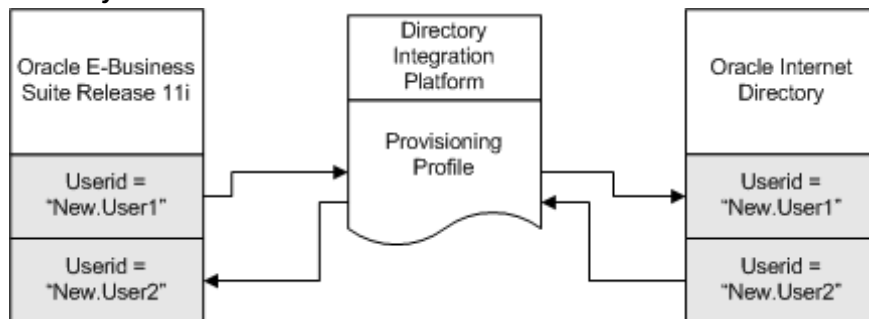 Oracle E-Business
Suite Release 11i
Userid =
"New.User1"
Userid =
"New.User2"
Directory
Integration
Platform
Provisioning
Profile
Oracle Internet
Directory
Userid =
"New.User1"
Userid =
"New.User2"